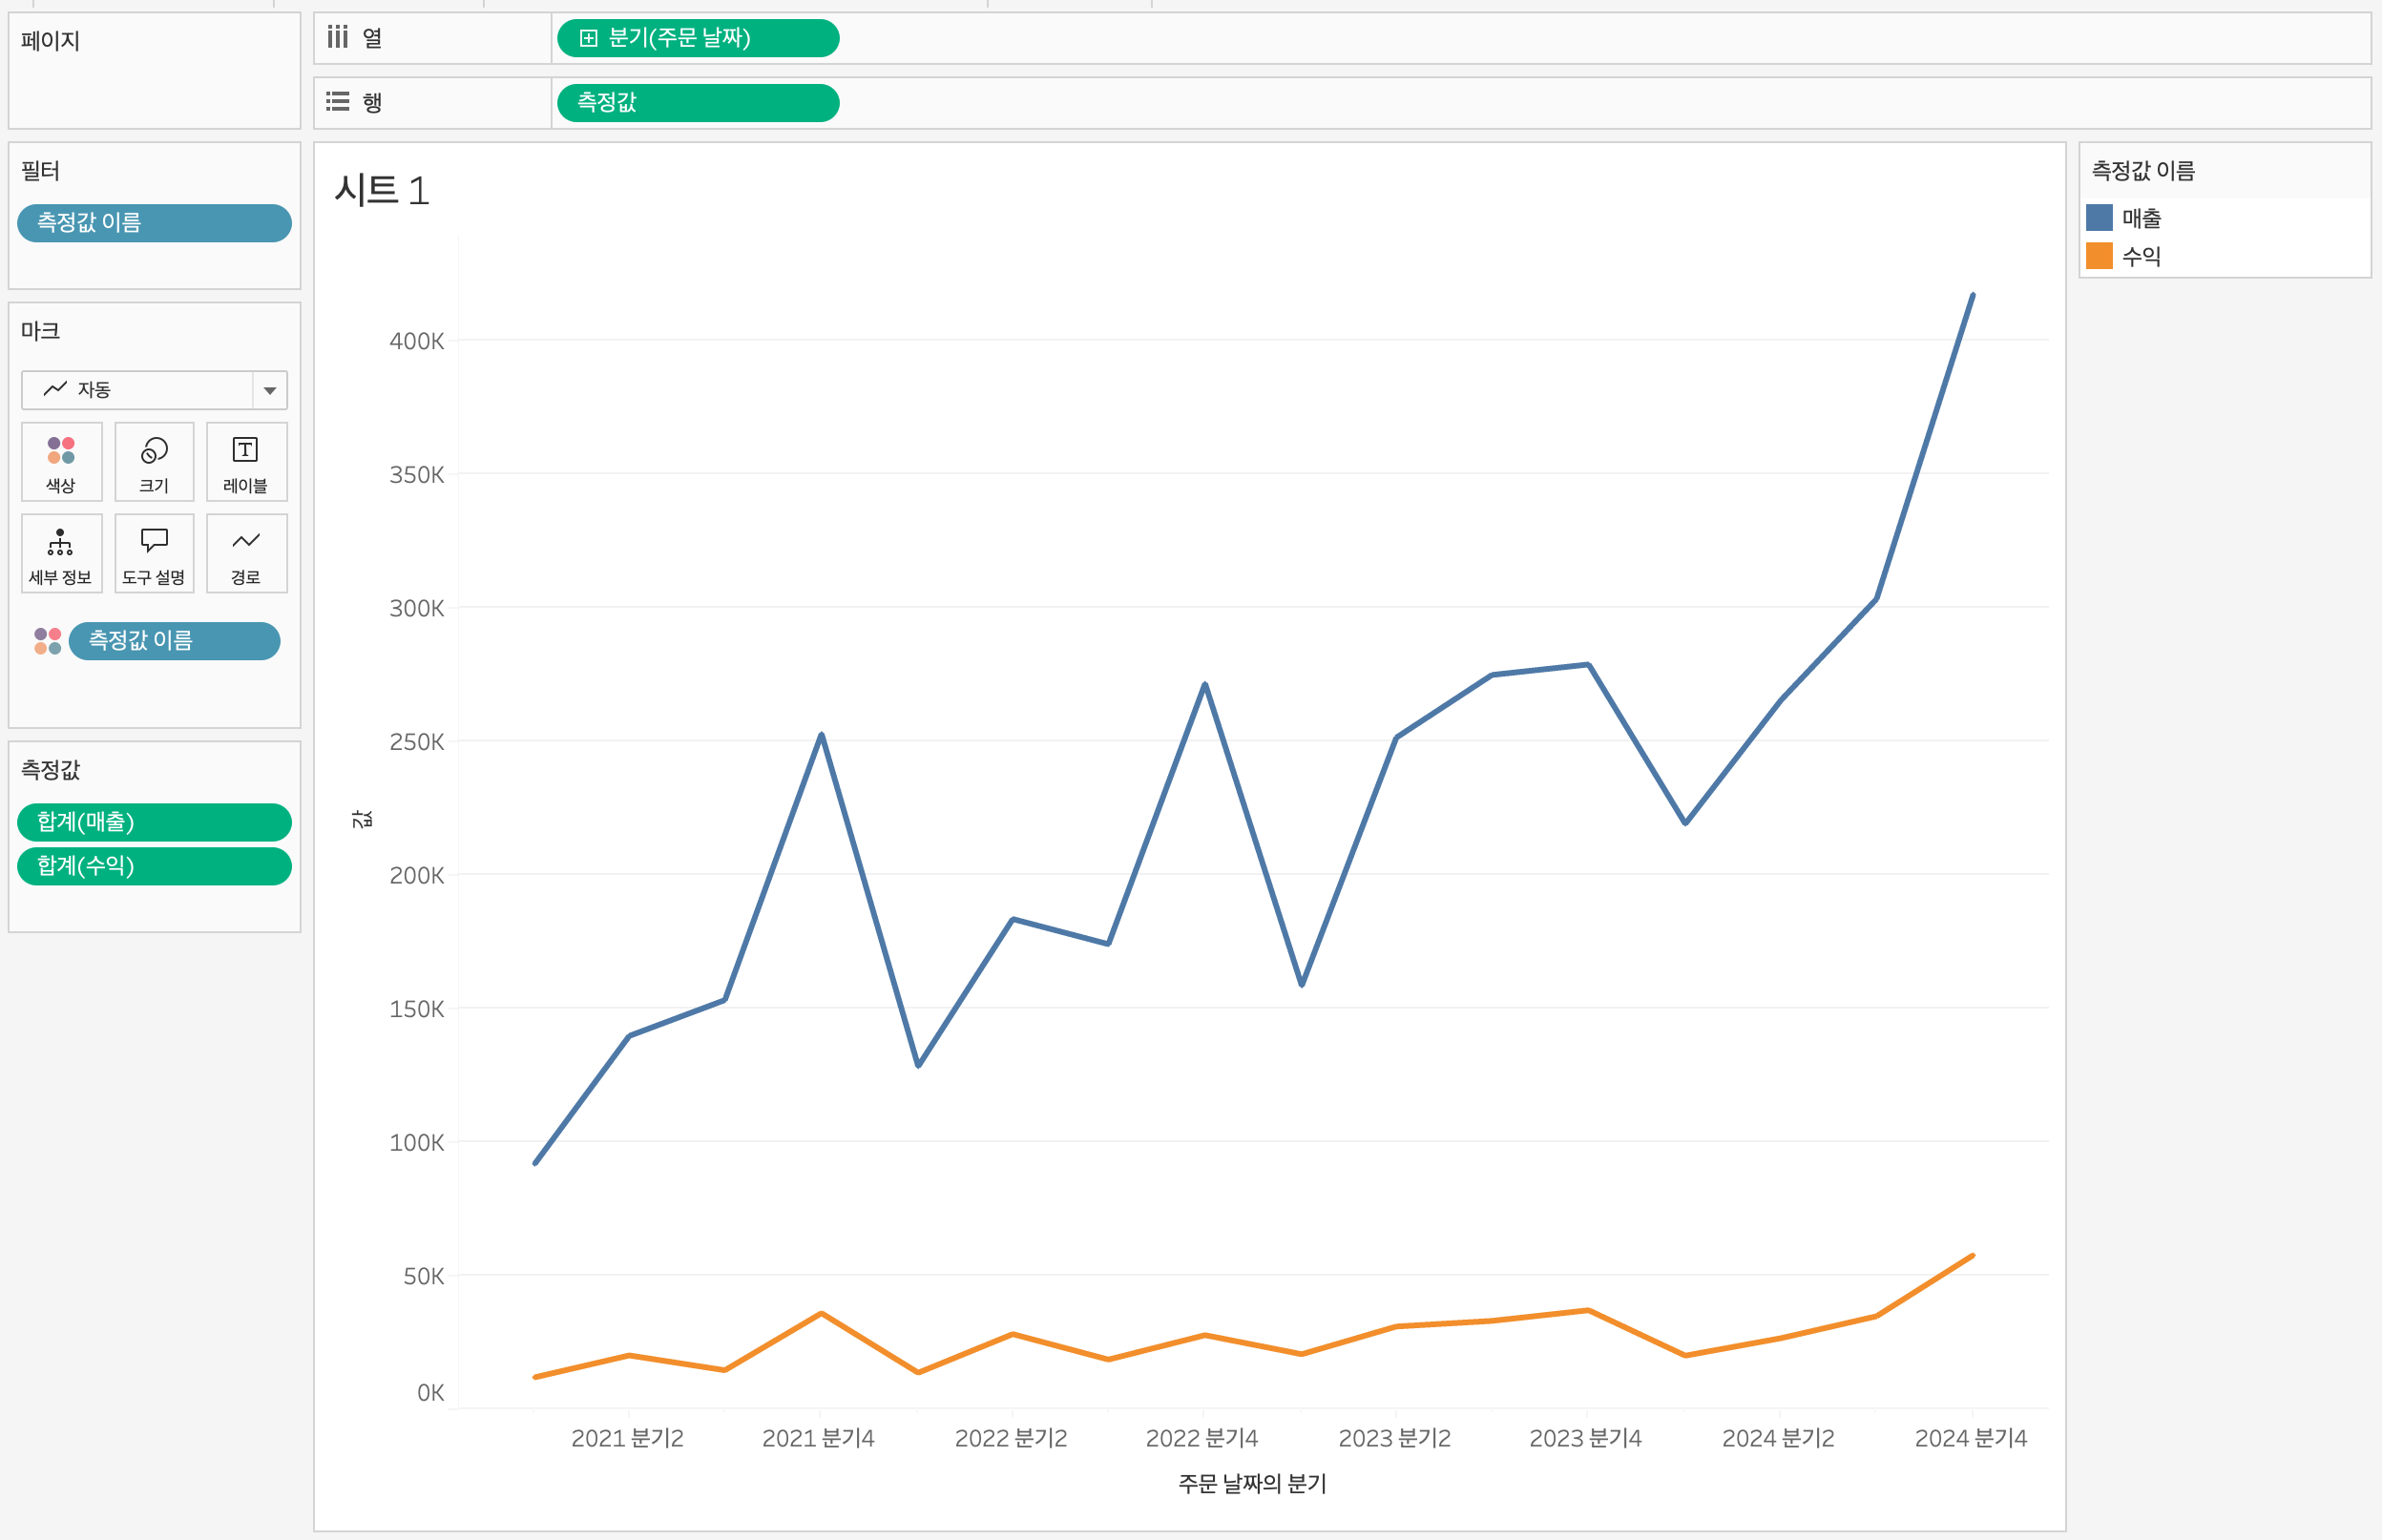 페이지
열
분기(주문 날짜)
행
측정값
필터
측정값 이름
마크
자동
색상
크기
레이블
세부 정보
도구 설명
경로
측정값 이름
측정값
합계(매출)
합계(수익)
시트 1
값
400K
350K
300K
250K
200K
150K
100K
50K
0K
2021 분기2
2021 분기4
2022 분기2
2022 분기4
2023 분기2
2023 분기4
2024 분기2
2024 분기4
주문 날짜의 분기
측정값 이름
매출
수익